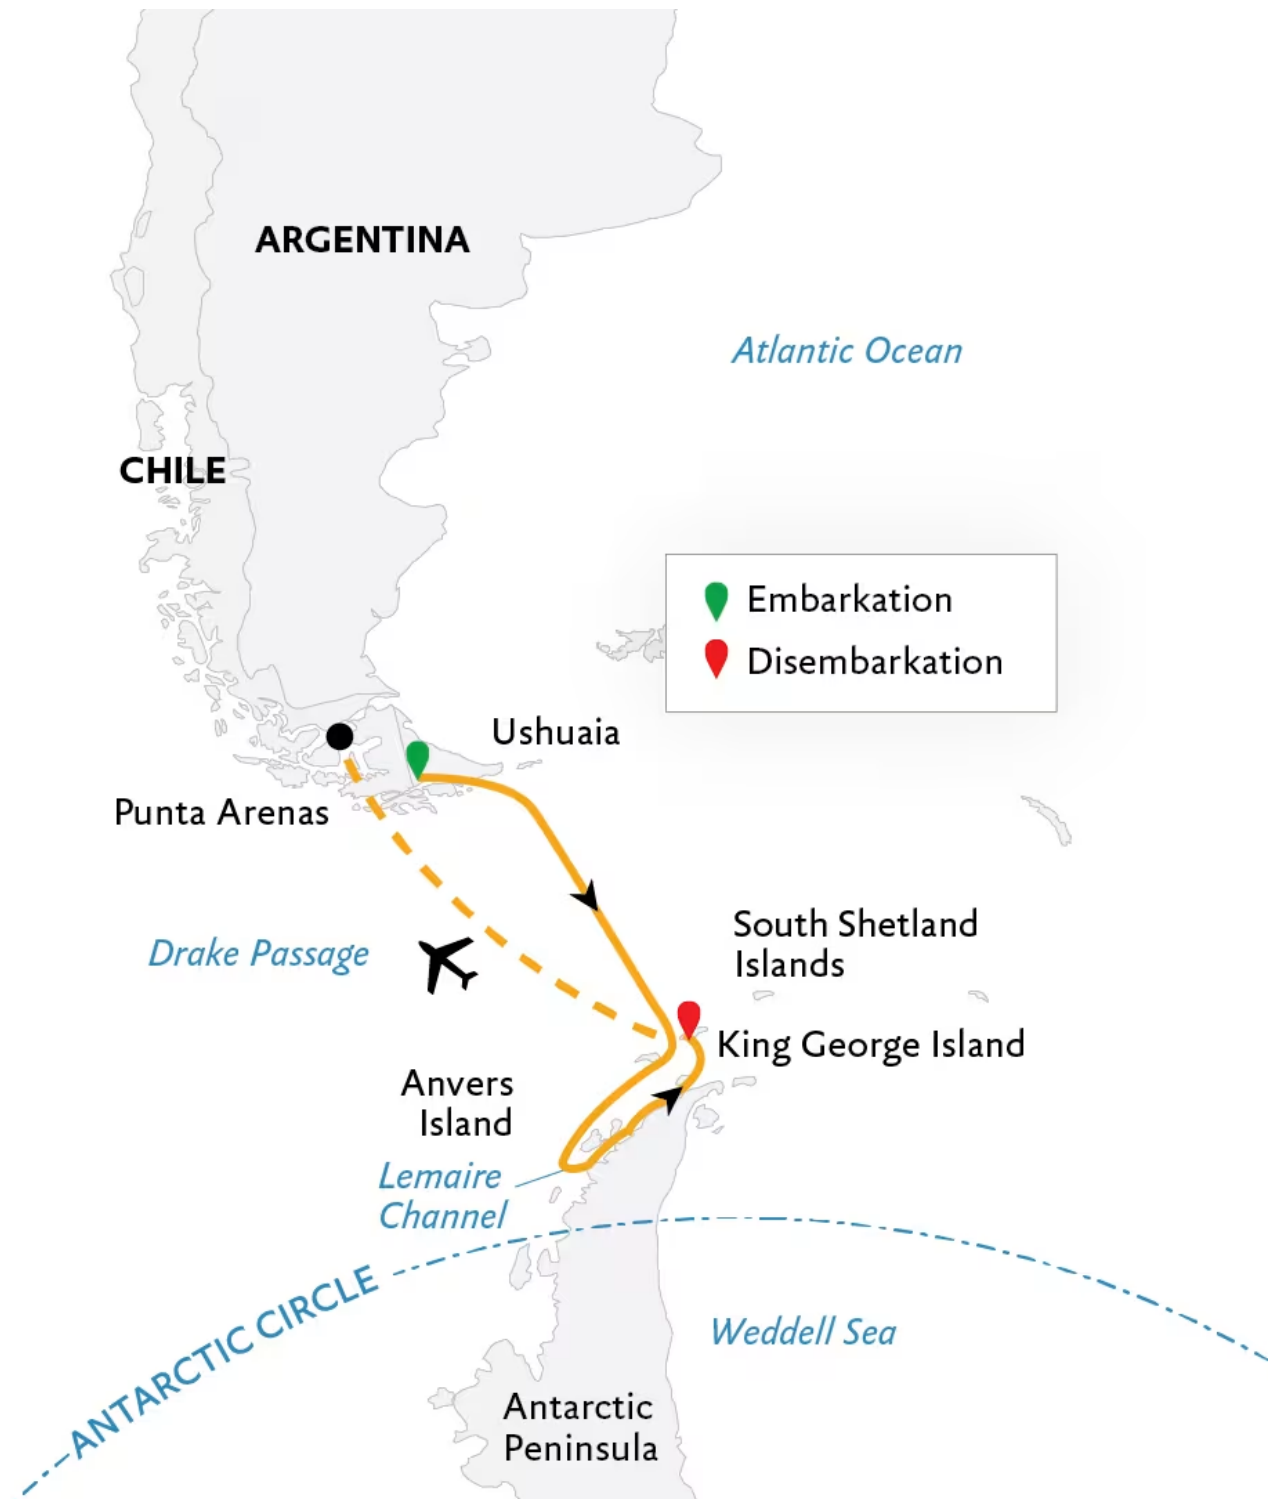 ARGENTINA
Atlantic Ocean
CHILE
Embarkation
Disembarkation
Ushuaia
Punta Arenas
South Shetland
Islands
Drake Passage
King George Island
Anvers
Island
Lemaire
Channel
ANTARCTIC CIRCLE
Weddell Sea
Antarctic
Peninsula